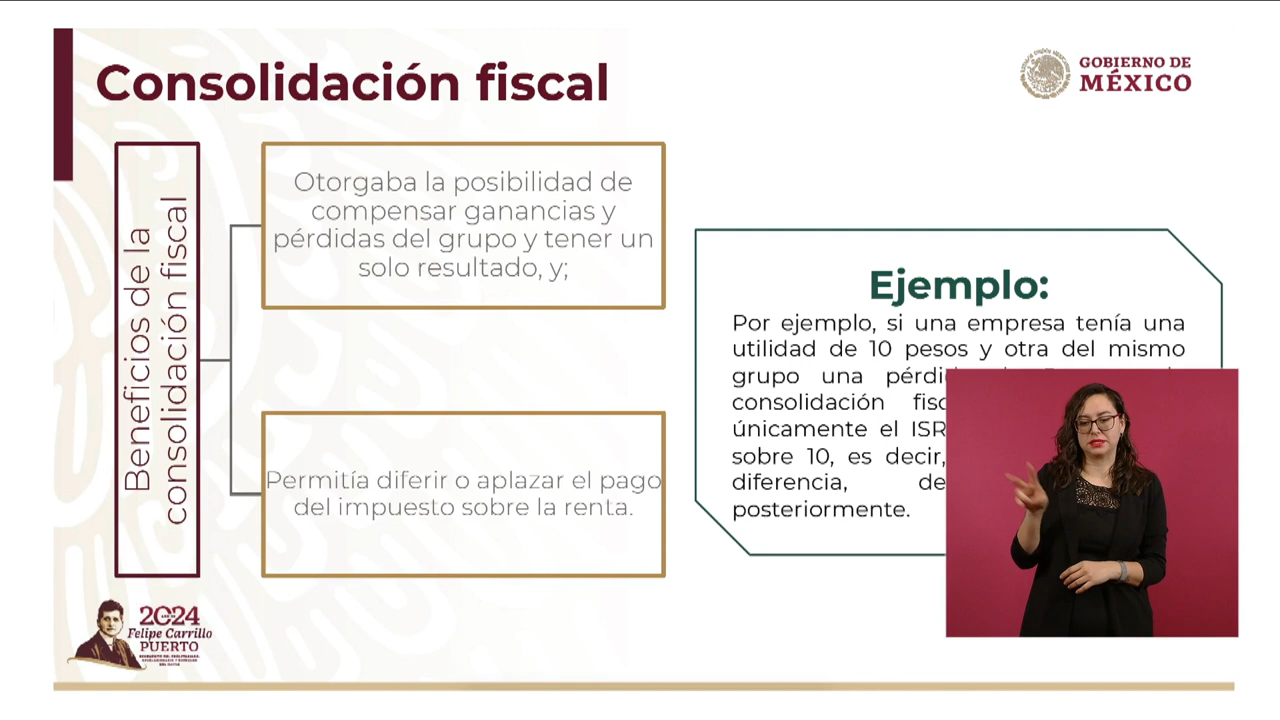 Consolidación fiscal
GOBIERNO DE
MÉXICO
Beneficios de la
consolidación fiscal
Otorgaba la posibilidad de
compensar ganancias y
pérdidas del grupo y tener un
solo resultado, y;
Permitía diferir o aplazar el pago
del impuesto sobre la renta.
Ejemplo:
Por ejemplo, si una empresa tenía una
utilidad de 10 pesos y otra del mismo
grupo una
consolidación
únicamente el ISR
sobre 10, es decir,
diferencia,
posteriormente.
2024
Felipe Carrillo
PUERTO